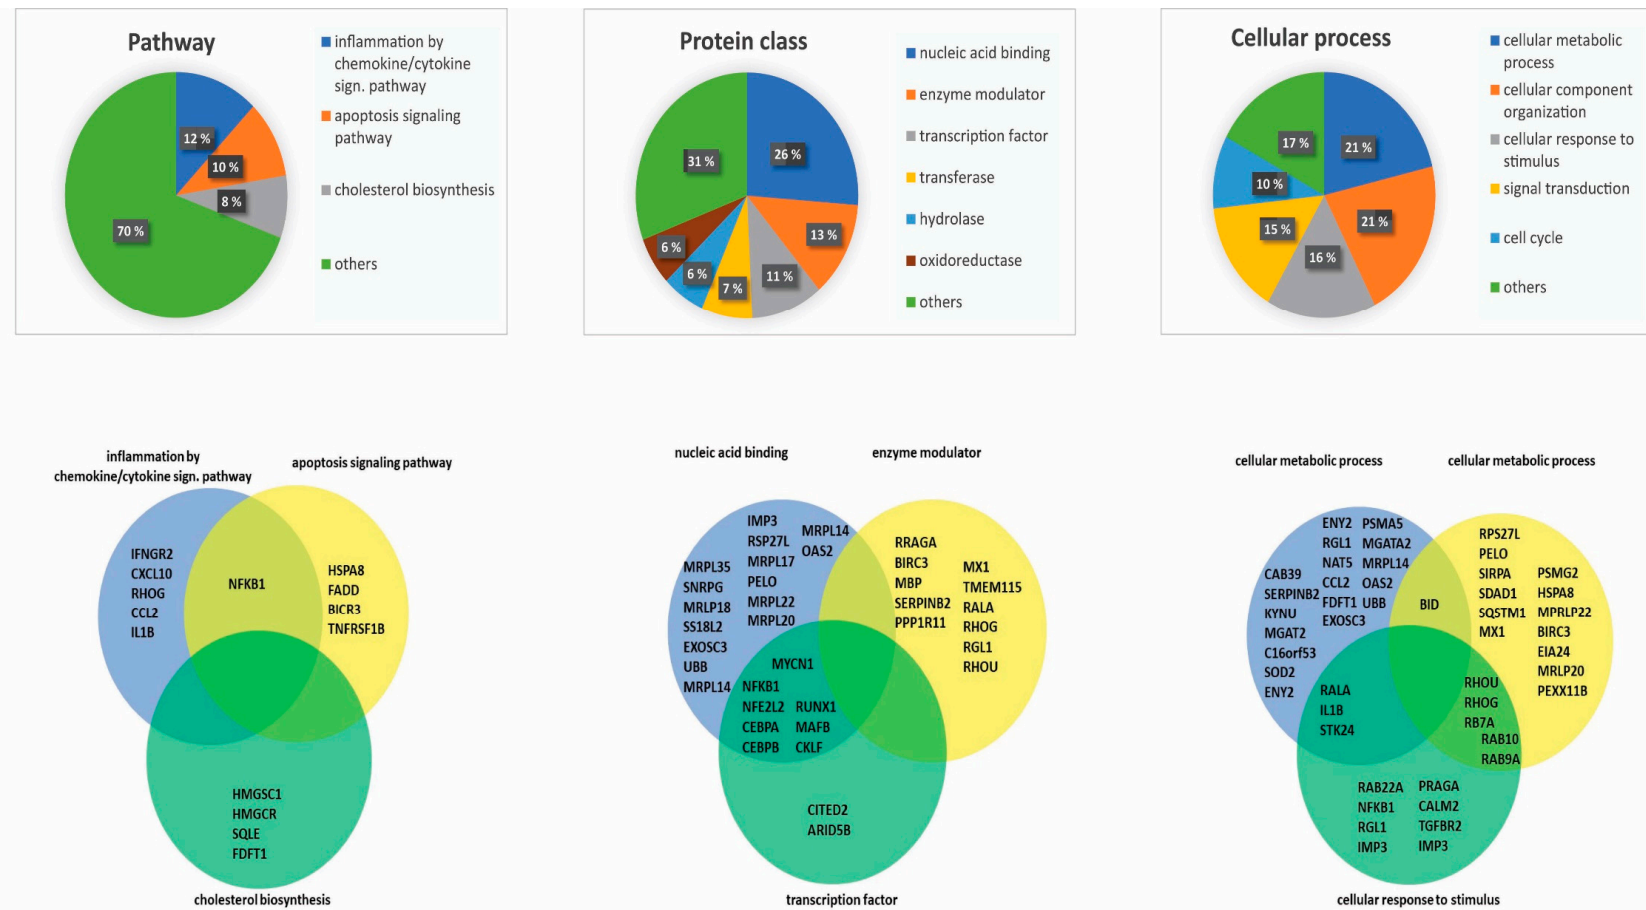 Pathway
inflammation by
chemokine/cytokine
sign. pathway
apoptosis signaling
pathway
cholesterol biosynthesis
others
12 %
10 %
8 %
70 %
Protein class
nucleic acid binding
enzyme modulator
transcription factor
transferase
hydrolase
oxidoreductase
others
31 %
26 %
13 %
11 %
7 %
6 %
6 %
Cellular process
cellular metabolic
process
cellular component
organization
cellular response to
stimulus
signal transduction
cell cycle
others
17 %
21 %
10 %
21 %
15 %
16 %
inflammation by
chemokine/cytokine sign. pathway
apoptosis signaling pathway
IFNGR2
CXCL10
RHOG
CCL2
IL1B
NFKB1
HSPA8
FADD
BICR3
TNFRSF1B
HMGSC1
HMGCR
SQLE
FDFT1
cholesterol biosynthesis
nucleic acid binding
enzyme modulator
MRPL35
SNRPG
MRLP18
SS18L2
EXOSC3
UBB
MRPL14
IMP3
RSP27L
MRPL17
PELO
MRPL22
MRPL20
MRPL14
OAS2
RRAGA
BIRC3
MBP
SERPINB2
PPP1R11
MX1
TMEM115
RALA
RHOG
RGL1
RHOU
MYCN1
NFKB1
NFE2L2 RUNX1
CEBPA MAFB
CEBPB CKLF
CITED2
ARID5B
transcription factor
cellular metabolic process
cellular metabolic process
CAB39
SERPINB2
KYNU
MGAT2
C16orf53
SOD2
ENY2
ENY2 PSMA5
RGL1 MGATA2
NAT5 MRPL14
CCL2 OAS2
FDFT1 UBB
EXOSC3
BID
RPS27L
PELO
SIRPA
SDAD1
SQSTM1
MX1
PSMG2
HSPA8
MPRLP22
BIRC3
EIA24
MRLP20
PEXX11B
RALA
IL1B
STK24
RHOU
RHOG
RB7A
RAB10
RAB9A
RAB22A PRAGA
NFKB1 CALM2
RGL1 TGFBR2
IMP3 IMP3
cellular response to stimulus